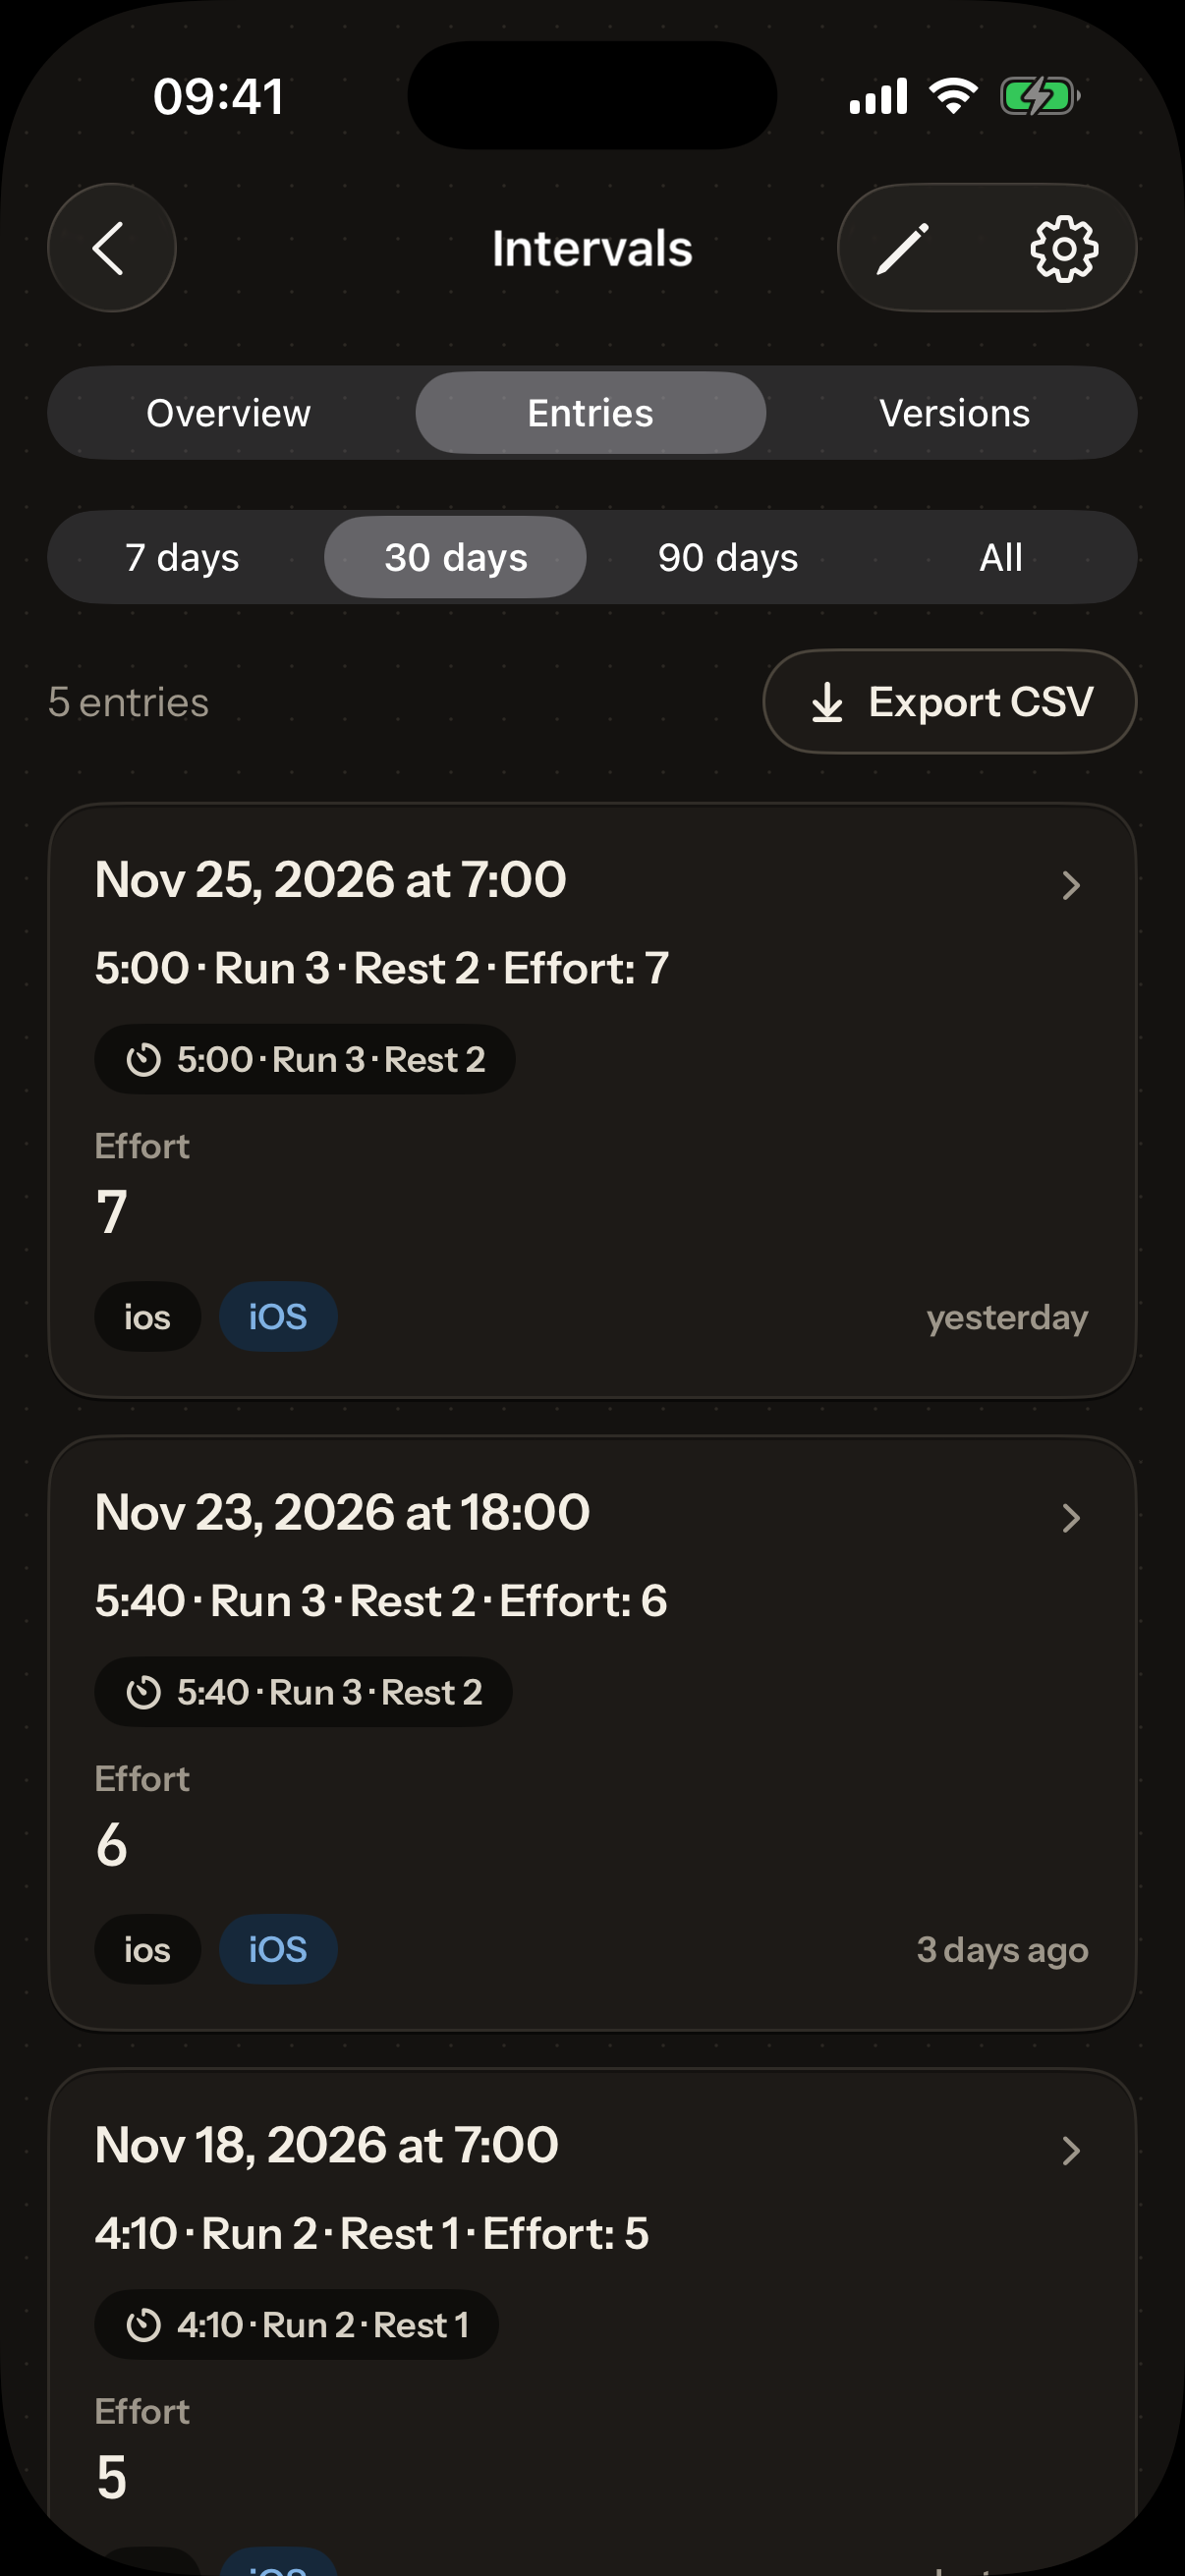 09:41
Intervals
Overview Entries Versions
7 days 30 days 90 days All
5 entries Export CSV
Nov 25, 2026 at 7:00
5:00 · Run 3 · Rest 2 · Effort: 7
5:00 · Run 3 · Rest 2
Effort
7
ios iOS yesterday
Nov 23, 2026 at 18:00
5:40 · Run 3 · Rest 2 · Effort: 6
5:40 · Run 3 · Rest 2
Effort
6
ios iOS 3 days ago
Nov 18, 2026 at 7:00
4:10 · Run 2 · Rest 1 · Effort: 5
4:10 · Run 2 · Rest 1
Effort
5
iOS